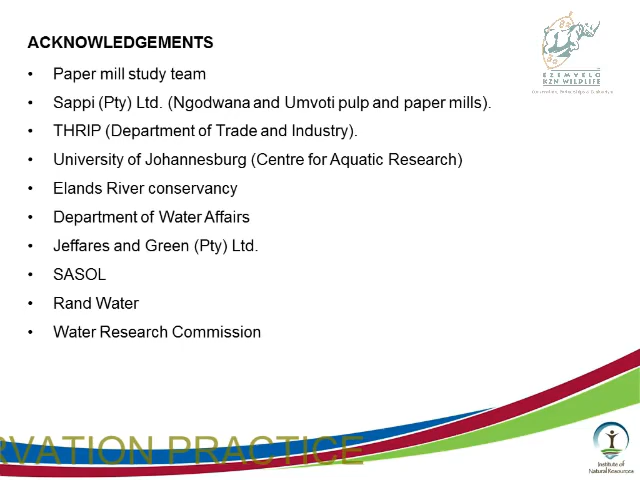 ACKNOWLEDGEMENTS
• Paper mill study team
• Sappi (Pty) Ltd. (Ngodwana and Umvoti pulp and paper mills).
• THRIP (Department of Trade and Industry).
• University of Johannesburg (Centre for Aquatic Research)
• Elands River conservancy
• Department of Water Affairs
• Jeffares and Green (Pty) Ltd.
• SASOL
• Rand Water
• Water Research Commission
EZEMVELO
KZN WILDLIFE
RVATION PRACTICE
Institute of
Natural Resources